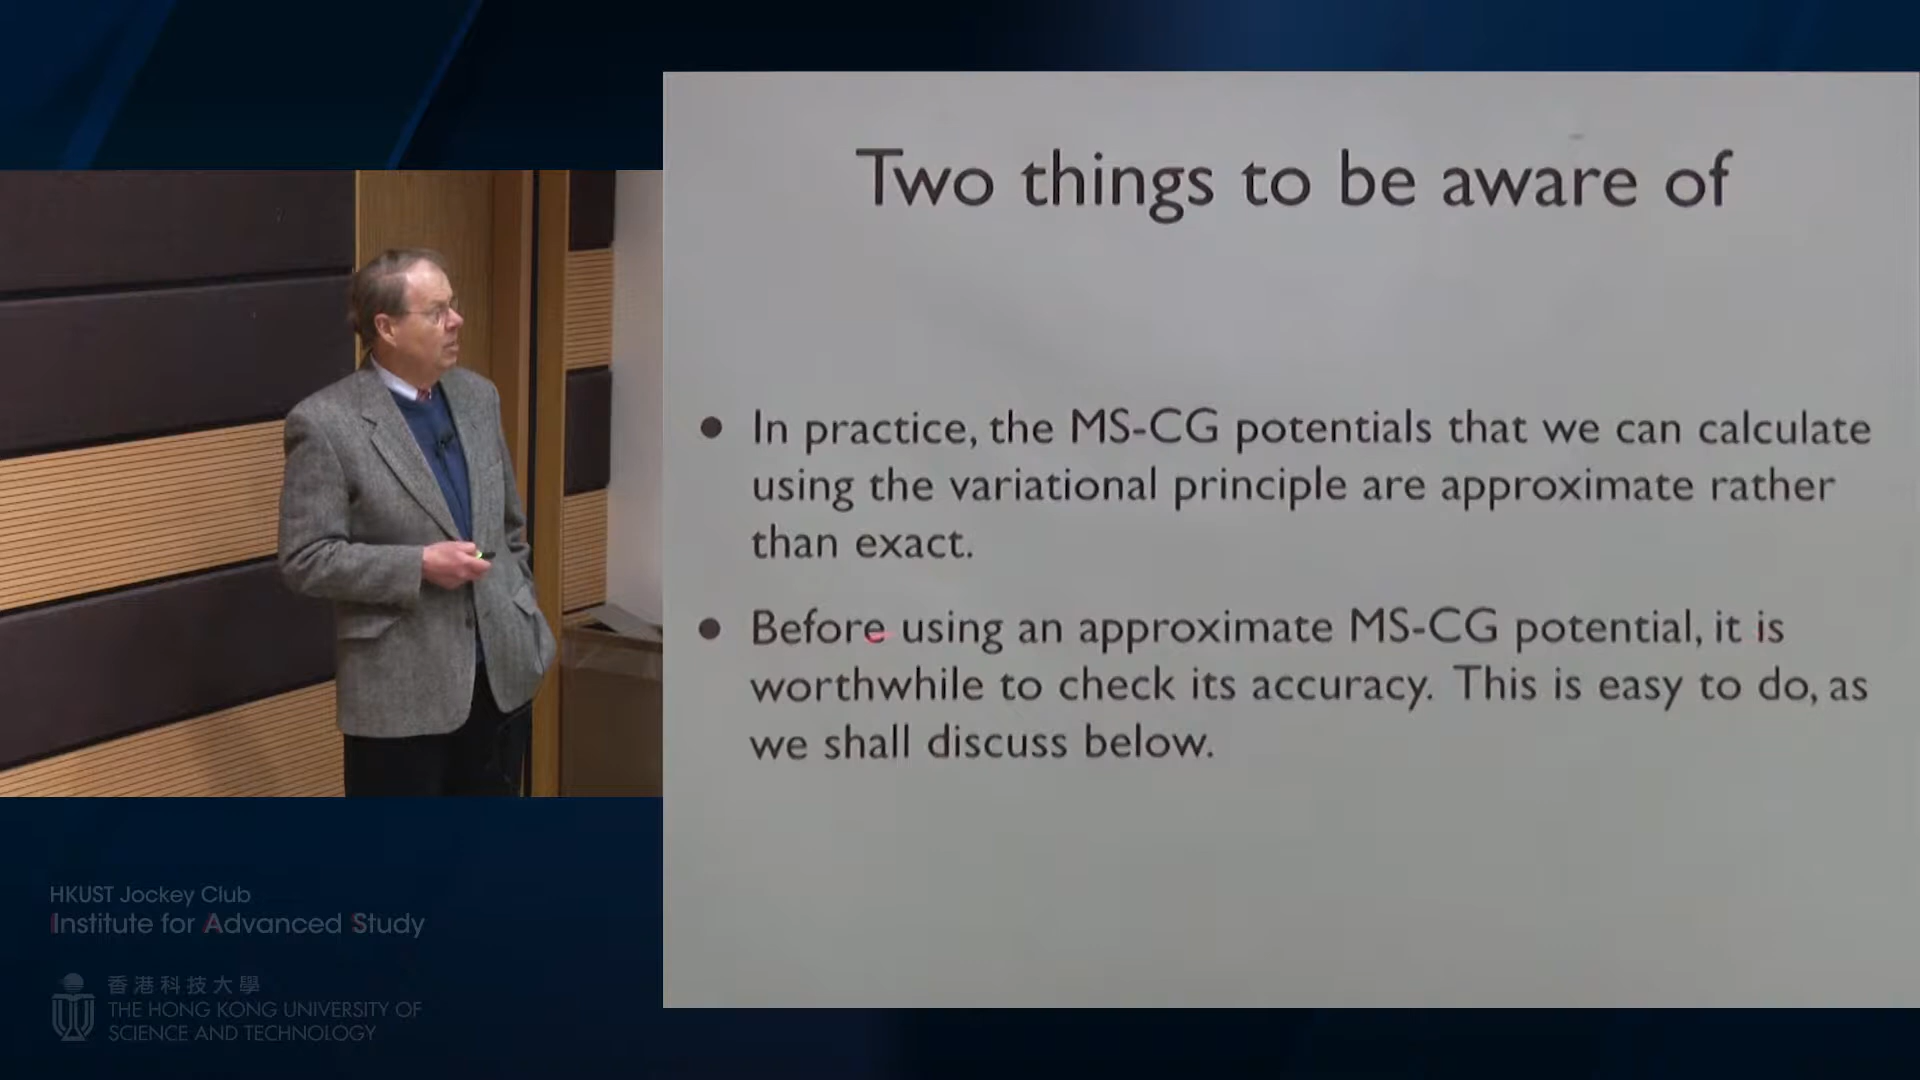 Two things to be aware of
• In practice, the MS-CG potentials that we can calculate
using the variational principle are approximate rather
than exact.
• Before using an approximate MS-CG potential, it is
worthwhile to check its accuracy. This is easy to do, as
we shall discuss below.
HKUST Jockey Club
Institute for Advanced Study
香港科技大學
THE HONG KONG UNIVERSITY OF
SCIENCE AND TECHNOLOGY